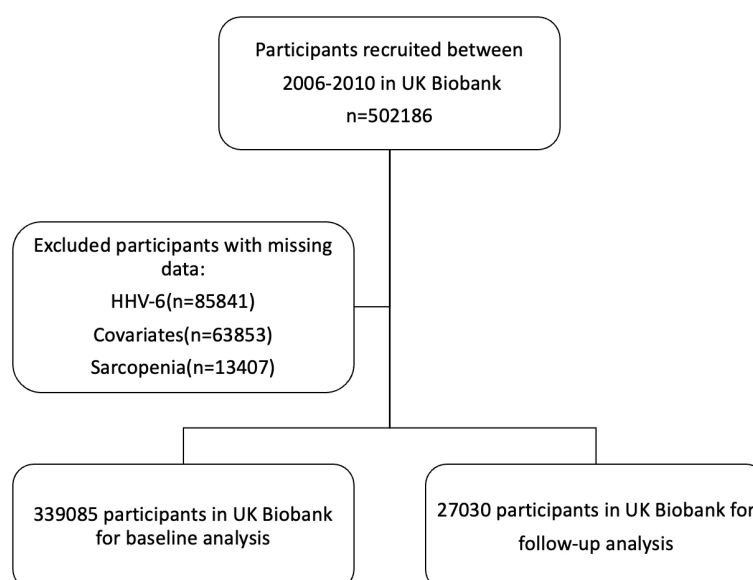 Participants recruited between
2006-2010 in UK Biobank
n=502186
Excluded participants with missing
data:
HHV-6(n=85841)
Covariates(n=63853)
Sarcopenia(n=13407)
339085 participants in UK Biobank
for baseline analysis
27030 participants in UK Biobank for
follow-up analysis